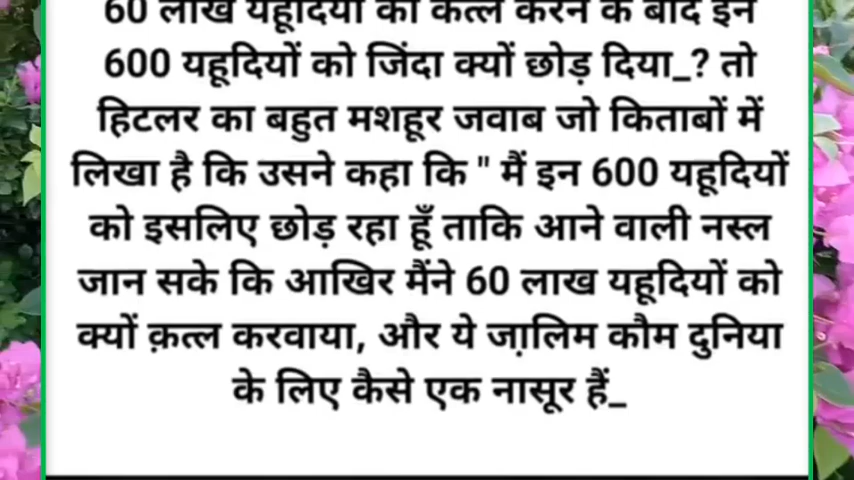 60 लाख यहूदियों को कत्ल करने के बाद इन
600 यहूदियों को जिंदा क्यों छोड़ दिया_? तो
हिटलर का बहुत मशहूर जवाब जो किताबों में
लिखा है कि उसने कहा कि " मैं इन 600 यहूदियों
को इसलिए छोड़ रहा हूँ ताकि आने वाली नस्ल
जान सके कि आखिर मैंने 60 लाख यहूदियों को
क्यों क़त्ल करवाया, और ये जा़लिम कौम दुनिया
के लिए कैसे एक नासूर हैं_